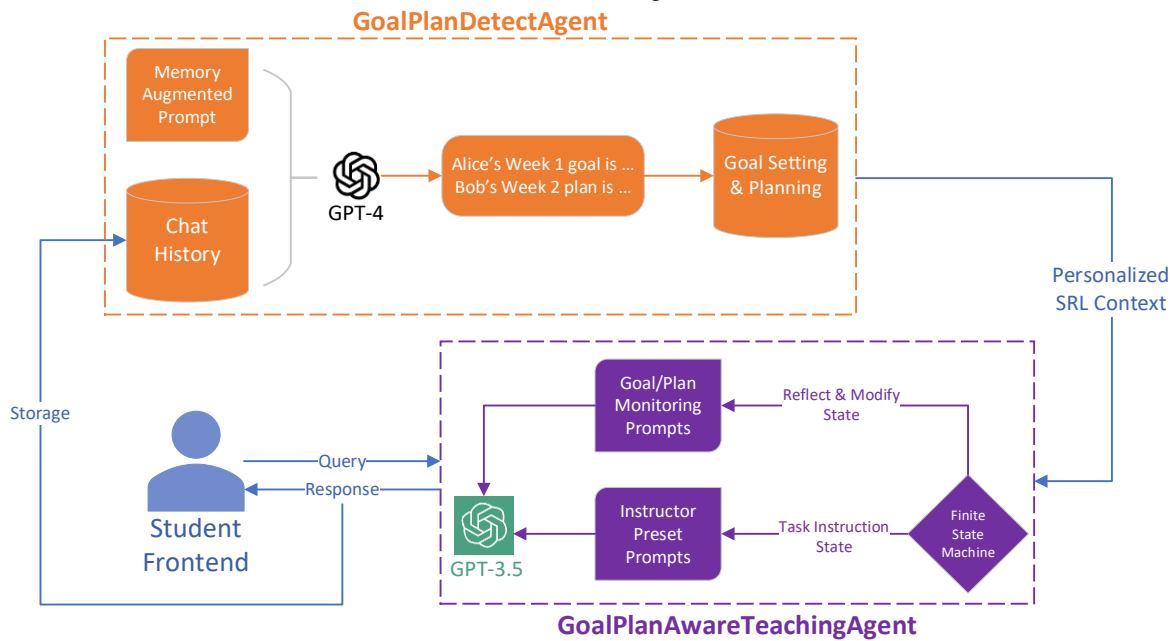 GoalPlanDetectAgent
Memory
Augmented
Prompt
Chat
History
GPT-4
Alice's Week 1 goal is ...
Bob's Week 2 plan is ...
Goal Setting
& Planning
Personalized
SRL Context
Storage
Student
Frontend
Query
Response
GPT-3.5
Goal/Plan
Monitoring
Prompts
Reflect & Modify
State
Instructor
Preset
Prompts
Task Instruction
State
Finite
State
Machine
GoalPlanAwareTeachingAgent